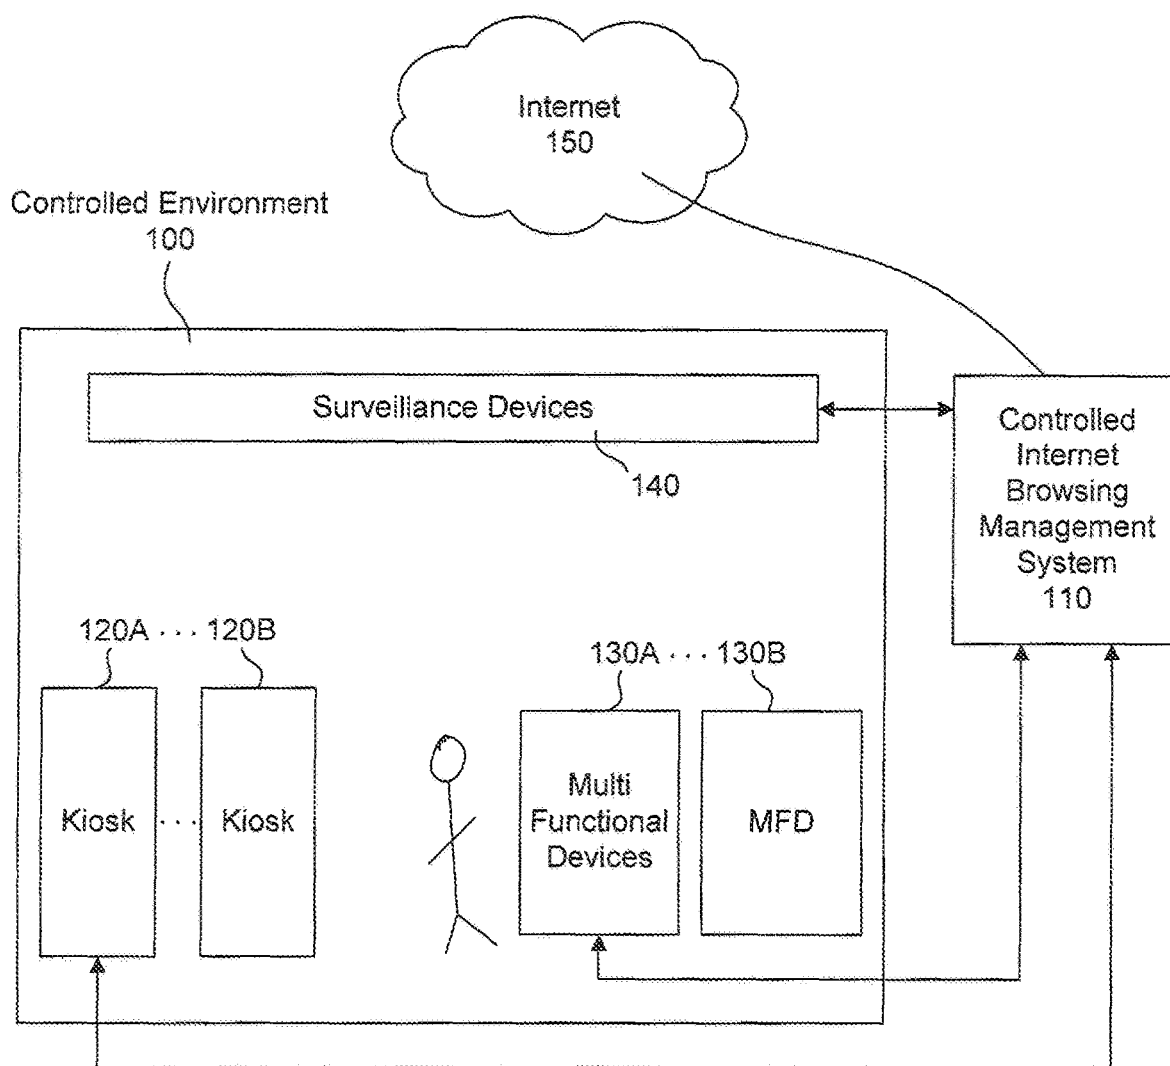 Internet
150
Controlled Environment
100
Surveillance Devices
140
Controlled
Internet
Browsing
Management
System
110
120A · · · 120B
130A · · · 130B
Kiosk · · · Kiosk
Multi
Functional
Devices
MFD